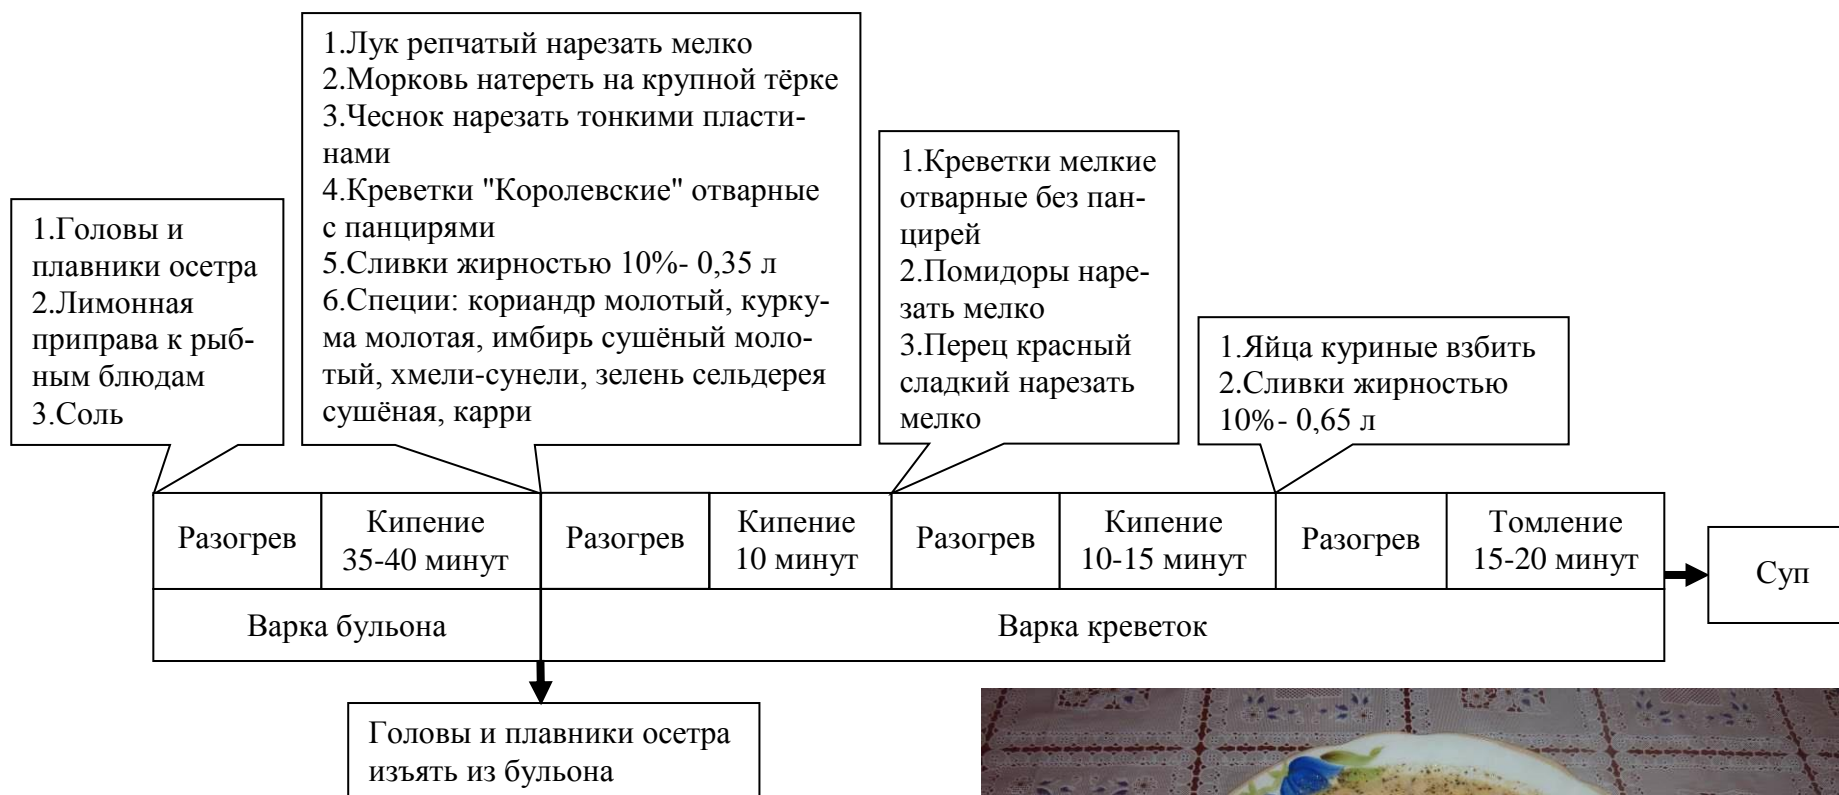 1.Головы и
плавники осетра
2.Лимонная
приправа к рыб-
ным блюдам
3.Соль
1.Лук репчатый нарезать мелко
2.Морковь натереть на крупной тёрке
3.Чеснок нарезать тонкими пласти-
нами
4.Креветки "Королевские" отварные
с панцирями
5.Сливки жирностью 10%- 0,35 л
6.Специи: кориандр молотый, курку-
ма молотая, имбирь сушёный моло-
тый, хмели-сунели, зелень сельдерея
сушёная, карри
1.Креветки мелкие
отварные без пан-
цирей
2.Помидоры наре-
зать мелко
3.Перец красный
сладкий нарезать
мелко
1.Яйца куриные взбить
2.Сливки жирностью
10%- 0,65 л
Разогрев
Кипение
35-40 минут
Разогрев
Кипение
10 минут
Разогрев
Кипение
10-15 минут
Разогрев
Томление
15-20 минут
Суп
Варка бульона
Варка креветок
Головы и плавники осетра
изъять из бульона